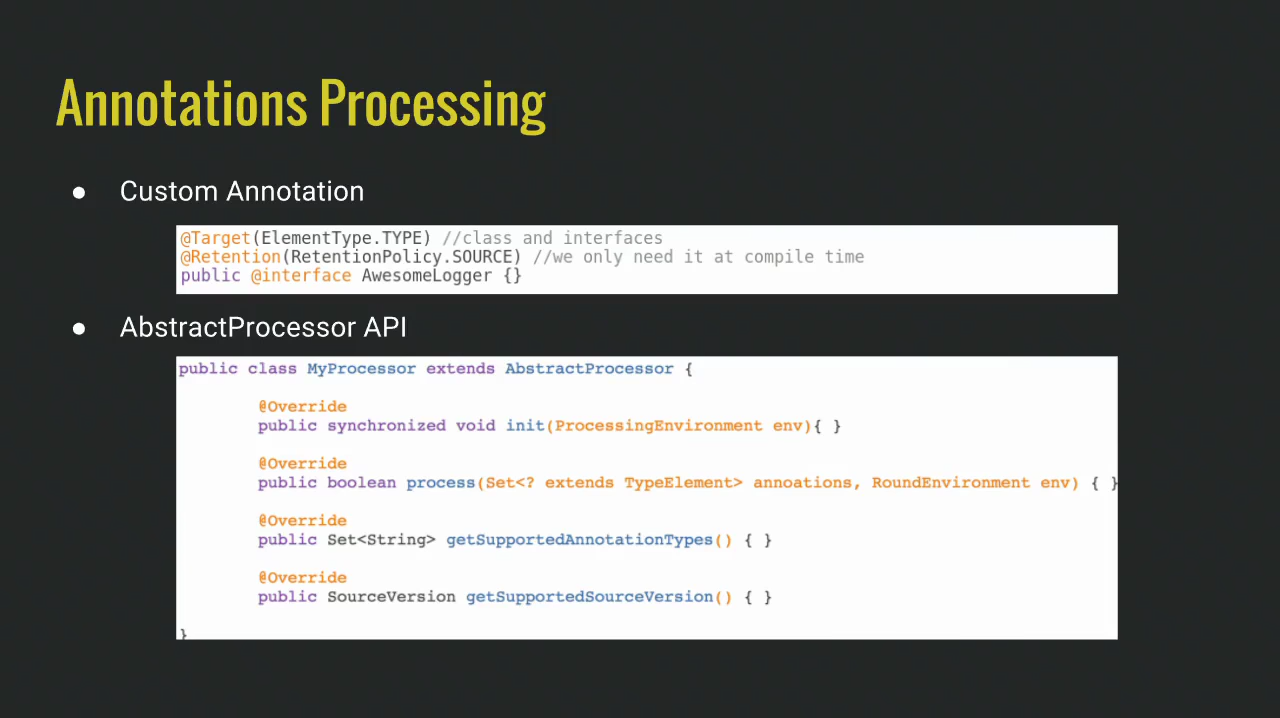 Annotations Processing
● Custom Annotation
@Target(ElementType.TYPE) //class and interfaces
@Retention(RetentionPolicy.SOURCE) //we only need it at compile time
public @interface AwesomeLogger {}
● AbstractProcessor API
public class MyProcessor extends AbstractProcessor {
@Override
public synchronized void init(ProcessingEnvironment env){ }
@Override
public boolean process(Set<? extends TypeElement> annoations, RoundEnvironment env) { }
@Override
public Set<String> getSupportedAnnotationTypes() { }
@Override
public SourceVersion getSupportedSourceVersion() { }
}